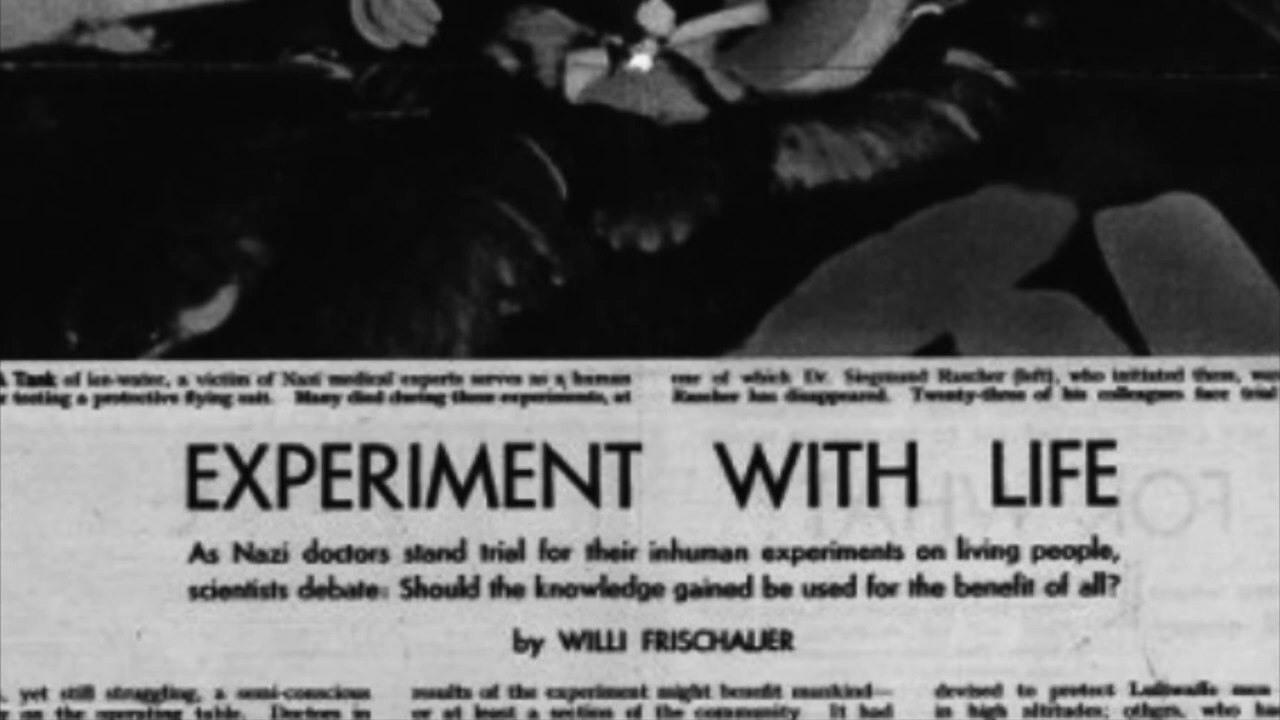 A Tank of ice-water, a victim of Nazi medical experts serves as a human
r testing a protective flying suit. Many died during these experiments, at
one of which Dr. Siegmund Rascher (left), who initiated them, was
Rascher has disappeared. Twenty-three of his colleagues face trial
EXPERIMENT WITH LIFE
As Nazi doctors stand trial for their inhuman experiments on living people,
scientists debate: Should the knowledge gained be used for the benefit of all?
by WILLI FRISCHAUER
, yet still struggling, a semi-conscious
on the operating table. Doctors in
results of the experiment might benefit mankind—
or at least a section of the community. It had
devised to protect Luftwaffe men
in high altitudes; others, who ha